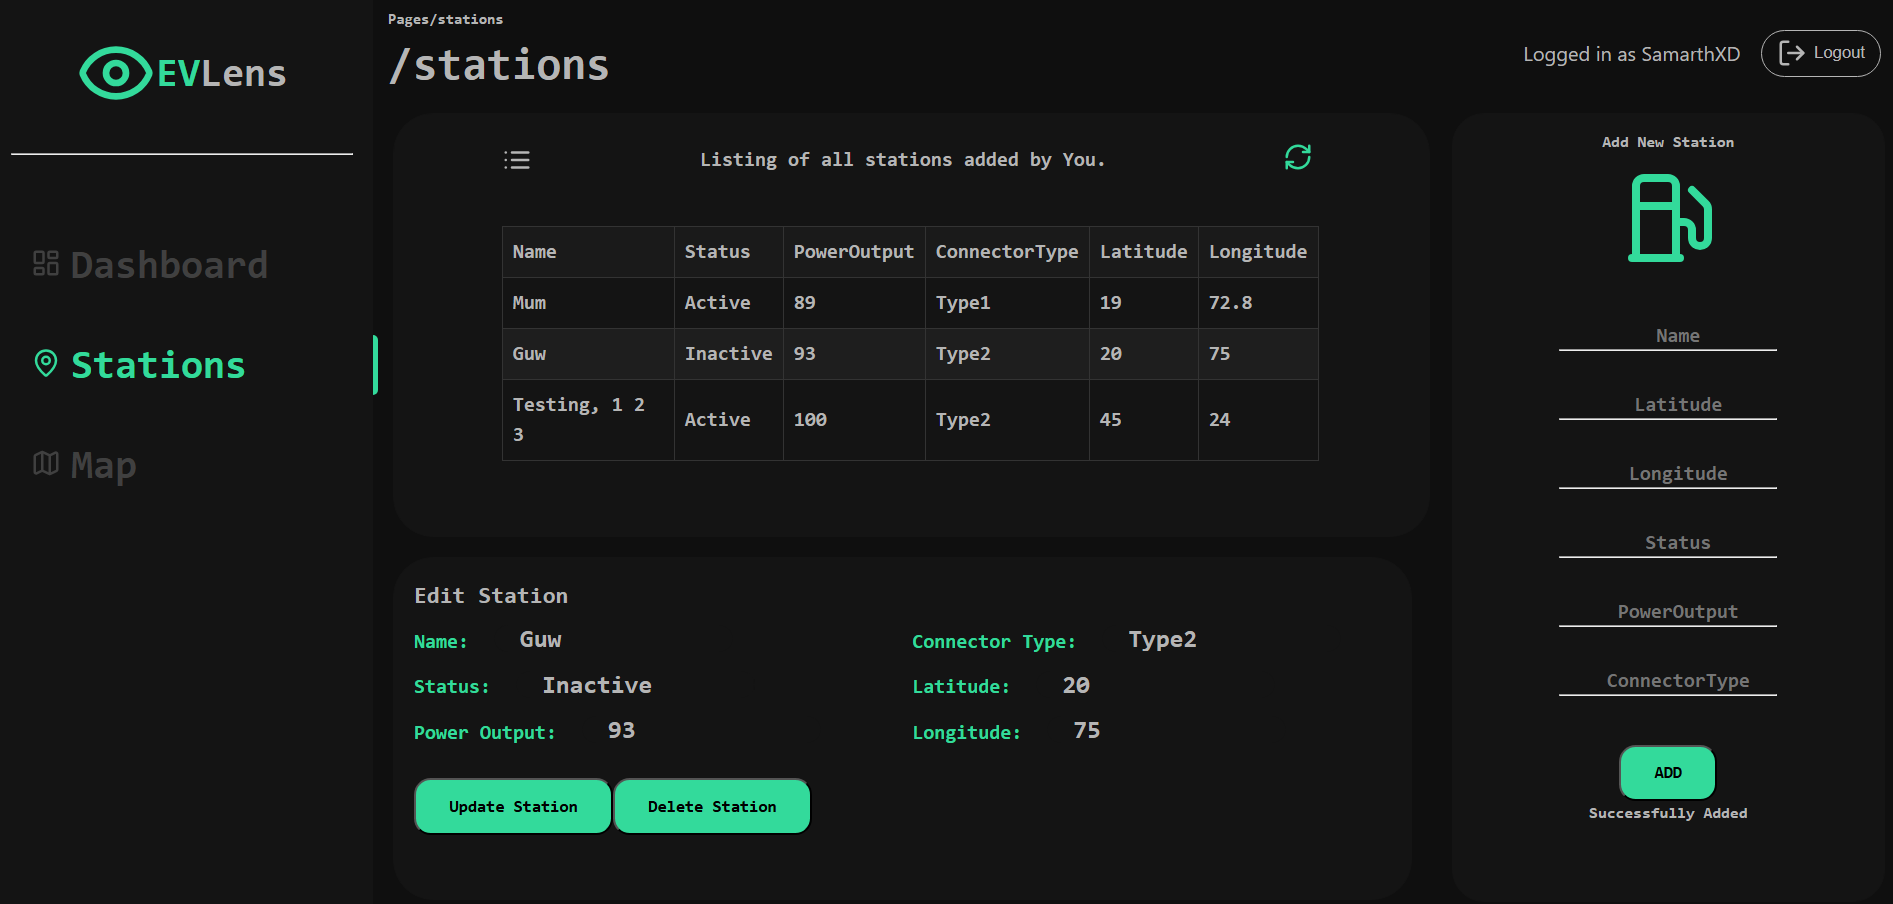 EVLens
Dashboard
Stations
Map
Pages/stations
/stations
Logged in as SamarthXD
Logout
Listing of all stations added by You.
Name Status PowerOutput ConnectorType Latitude Longitude
Mum Active 89 Type1 19 72.8
Guw Inactive 93 Type2 20 75
Testing, 1 2
3 Active 100 Type2 45 24
Edit Station
Name: Guw
Connector Type: Type2
Status: Inactive
Latitude: 20
Power Output: 93
Longitude: 75
Update Station
Delete Station
Add New Station
Name
Latitude
Longitude
Status
PowerOutput
ConnectorType
ADD
Successfully Added